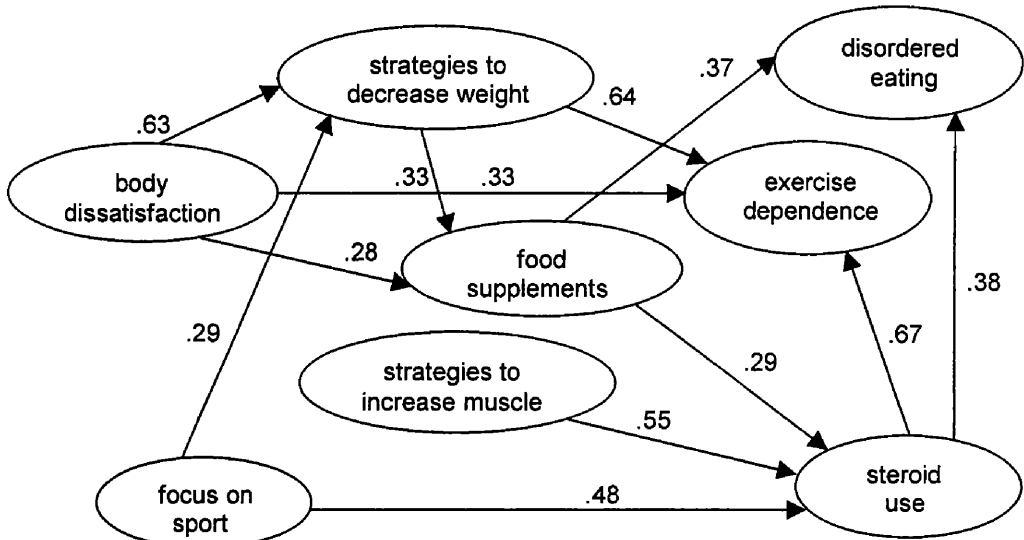 disordered
eating
strategies to
decrease weight
.37
.64
.63
body
dissatisfaction
.33
.33
exercise
dependence
.28
food
supplements
.38
.29
.67
.29
strategies to
increase muscle
.55
steroid
use
focus on
sport
.48